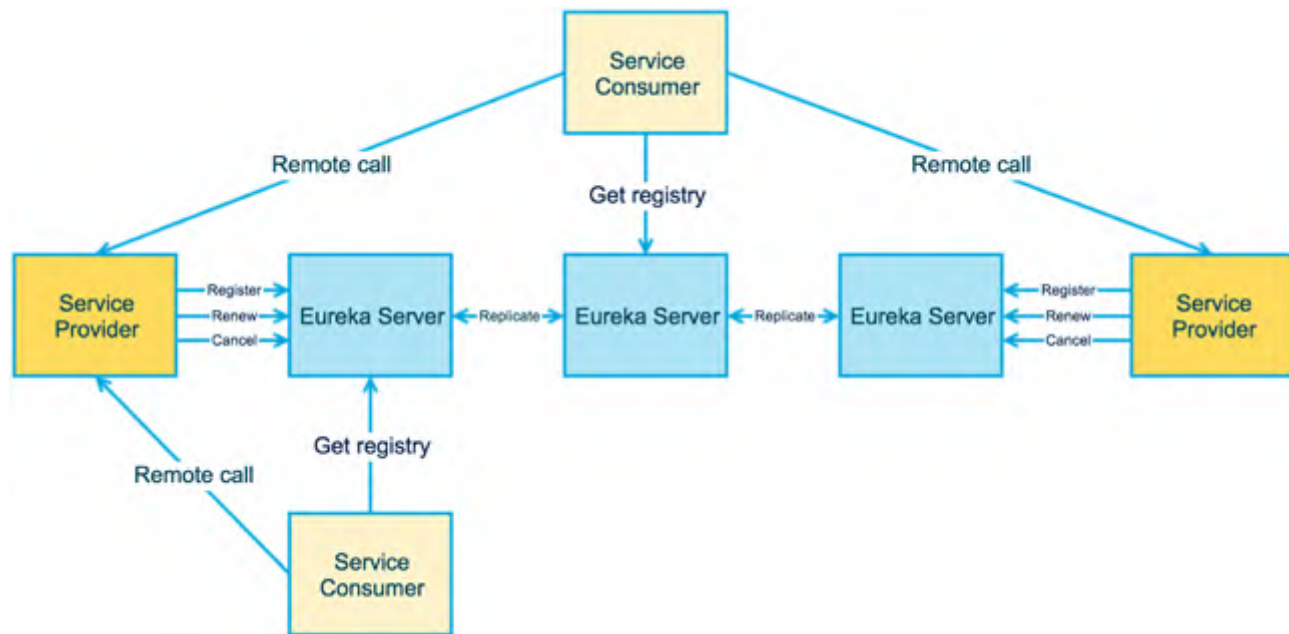 Service
Consumer
Remote call
Remote call
Get registry
Service
Provider
Register
Renew
Cancel
Eureka Server
Replicate
Eureka Server
Replicate
Eureka Server
Register
Renew
Cancel
Service
Provider
Get registry
Remote call
Service
Consumer